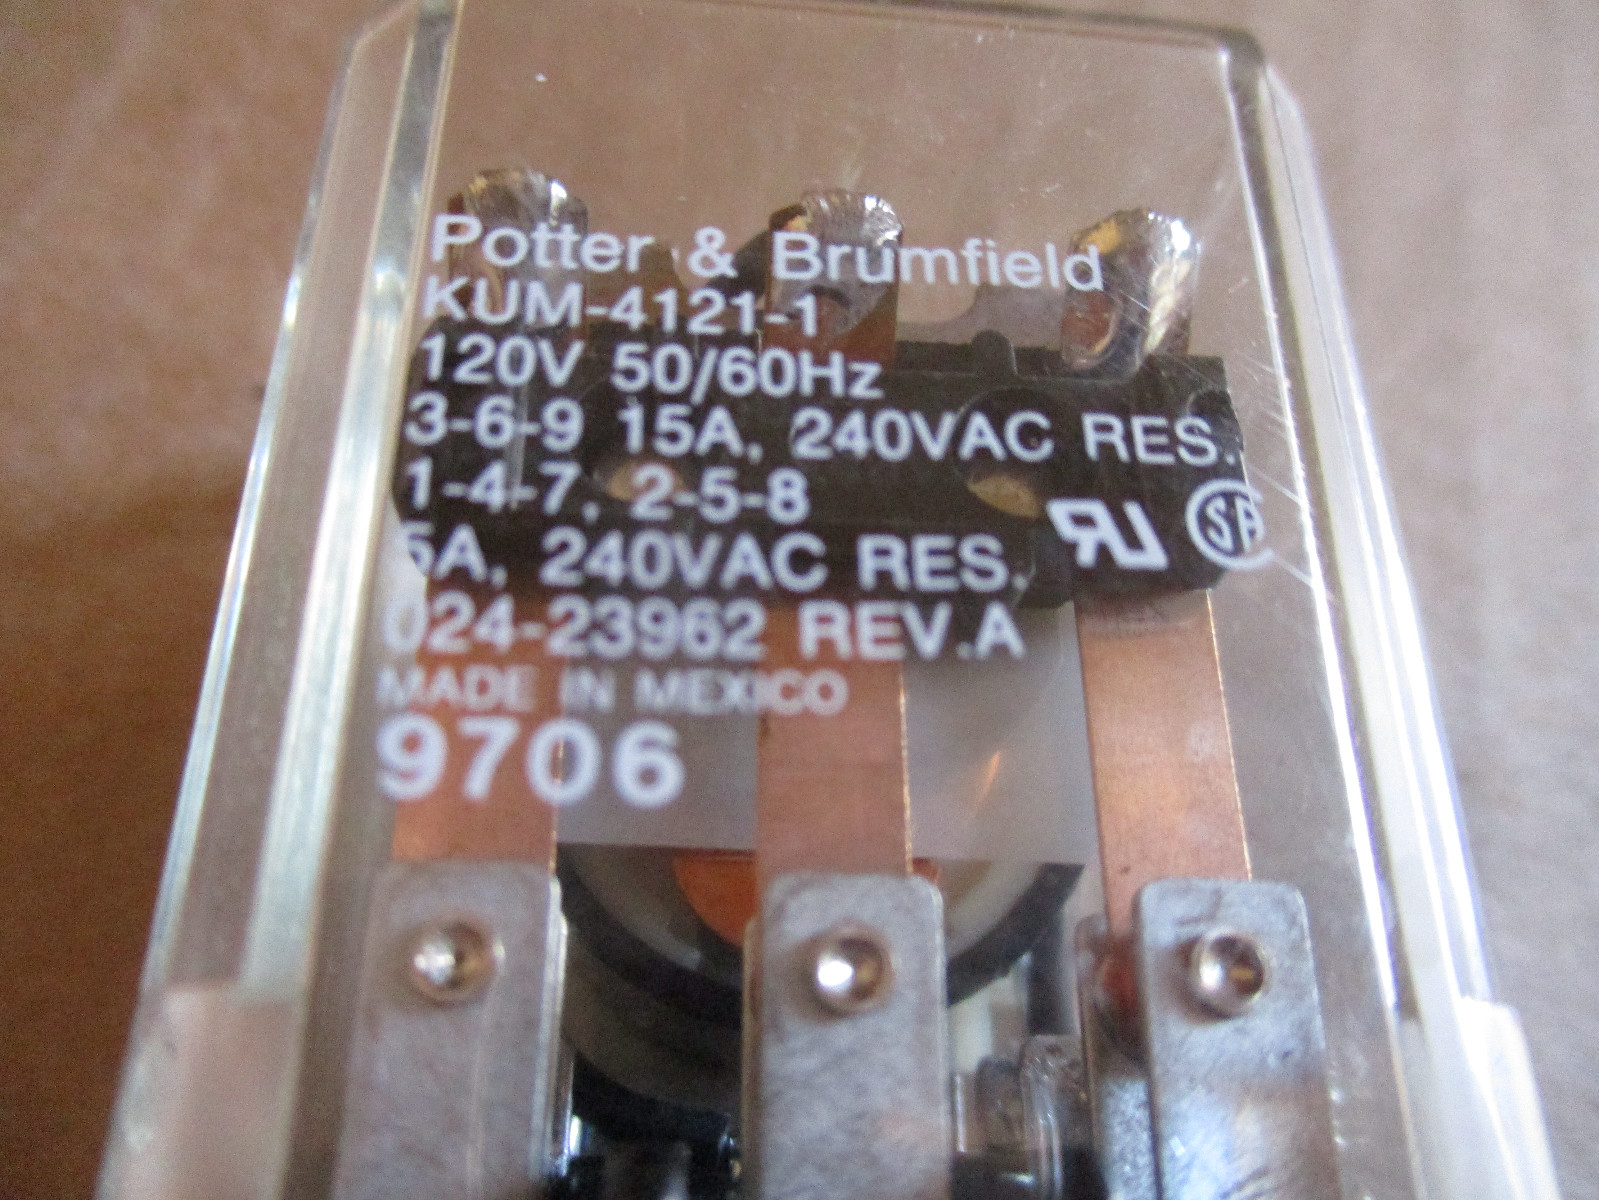 Potter & Brumfield
KUM-4121-1
120V 50/60Hz
3-6-9 15A, 240VAC RES.
1-4-7, 2-5-8
5A, 240VAC RES.
024-23962 REV.A
MADE IN MEXICO
9706